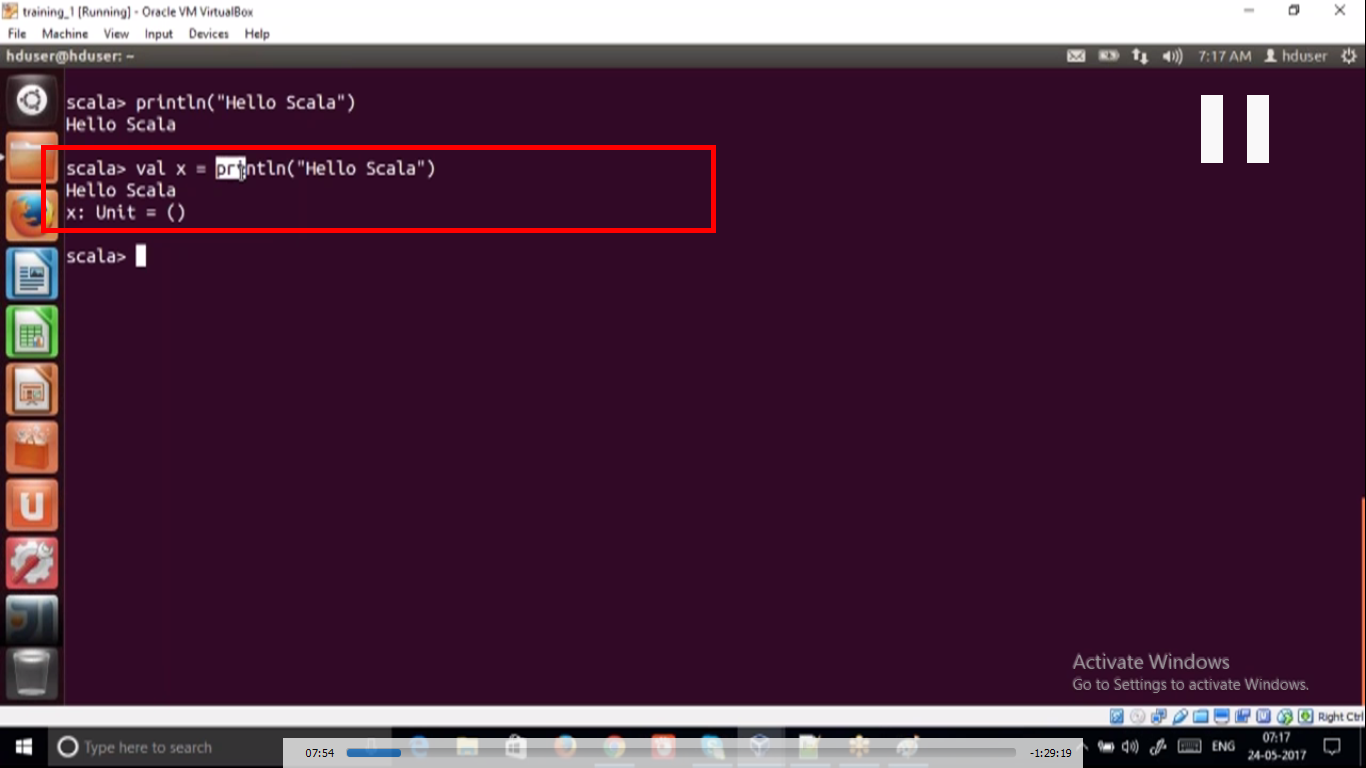 training_1 [Running] - Oracle VM VirtualBox
File Machine View Input Devices Help
hduser@hduser: ~ 7:17 AM hduser
scala> println("Hello Scala")
Hello Scala
scala> val x = println("Hello Scala")
Hello Scala
x: Unit = ()
scala>
Activate Windows
Go to Settings to activate Windows.
Right Ctrl
Type here to search
07:54 -1:29:19
ENG
07:17
24-05-2017